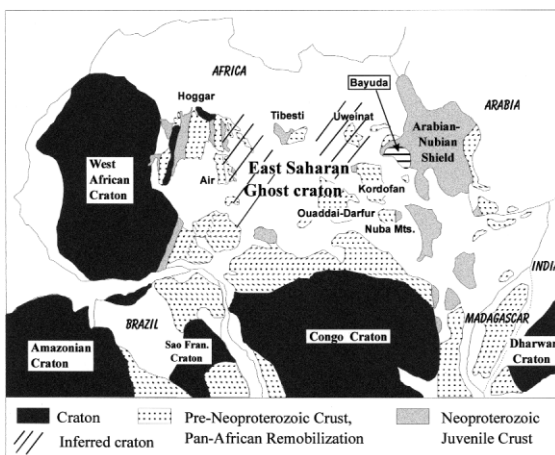 AFRICA
Hoggar
Tibesti
Bayuda
Uweinat
ARABIA
Arabian-
Nubian
Shield
West
African
Craton
Air
East Saharan
Ghost craton
Kordofan
Ouaddai-Darfur
Nuba Mts.
INDIA
BRAZIL
MADAGASCAR
Amazonian
Craton
Sao Fran.
Craton
Congo Craton
Dharwar
Craton
Craton
Inferred craton
Pre-Neoproterozoic Crust,
Pan-African Remobilization
Neoproterozoic
Juvenile Crust